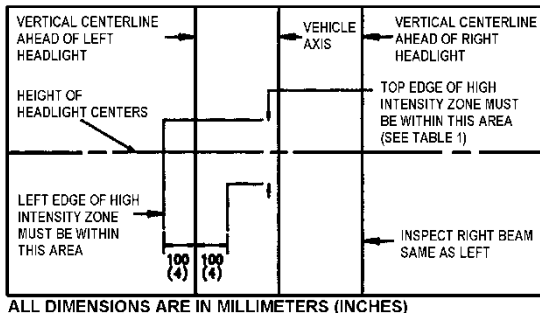 VERTICAL CENTERLINE
AHEAD OF LEFT
HEADLIGHT
VEHICLE
AXIS
VERTICAL CENTERLINE
AHEAD OF RIGHT
HEADLIGHT
HEIGHT OF
HEADLIGHT CENTERS
TOP EDGE OF HIGH
INTENSITY ZONE MUST
BE WITHIN THIS AREA
(SEE TABLE 1)
LEFT EDGE OF HIGH
INTENSITY ZONE
MUST BE WITHIN
THIS AREA
100
(4)
100
(4)
INSPECT RIGHT BEAM
SAME AS LEFT
ALL DIMENSIONS ARE IN MILLIMETERS (INCHES)